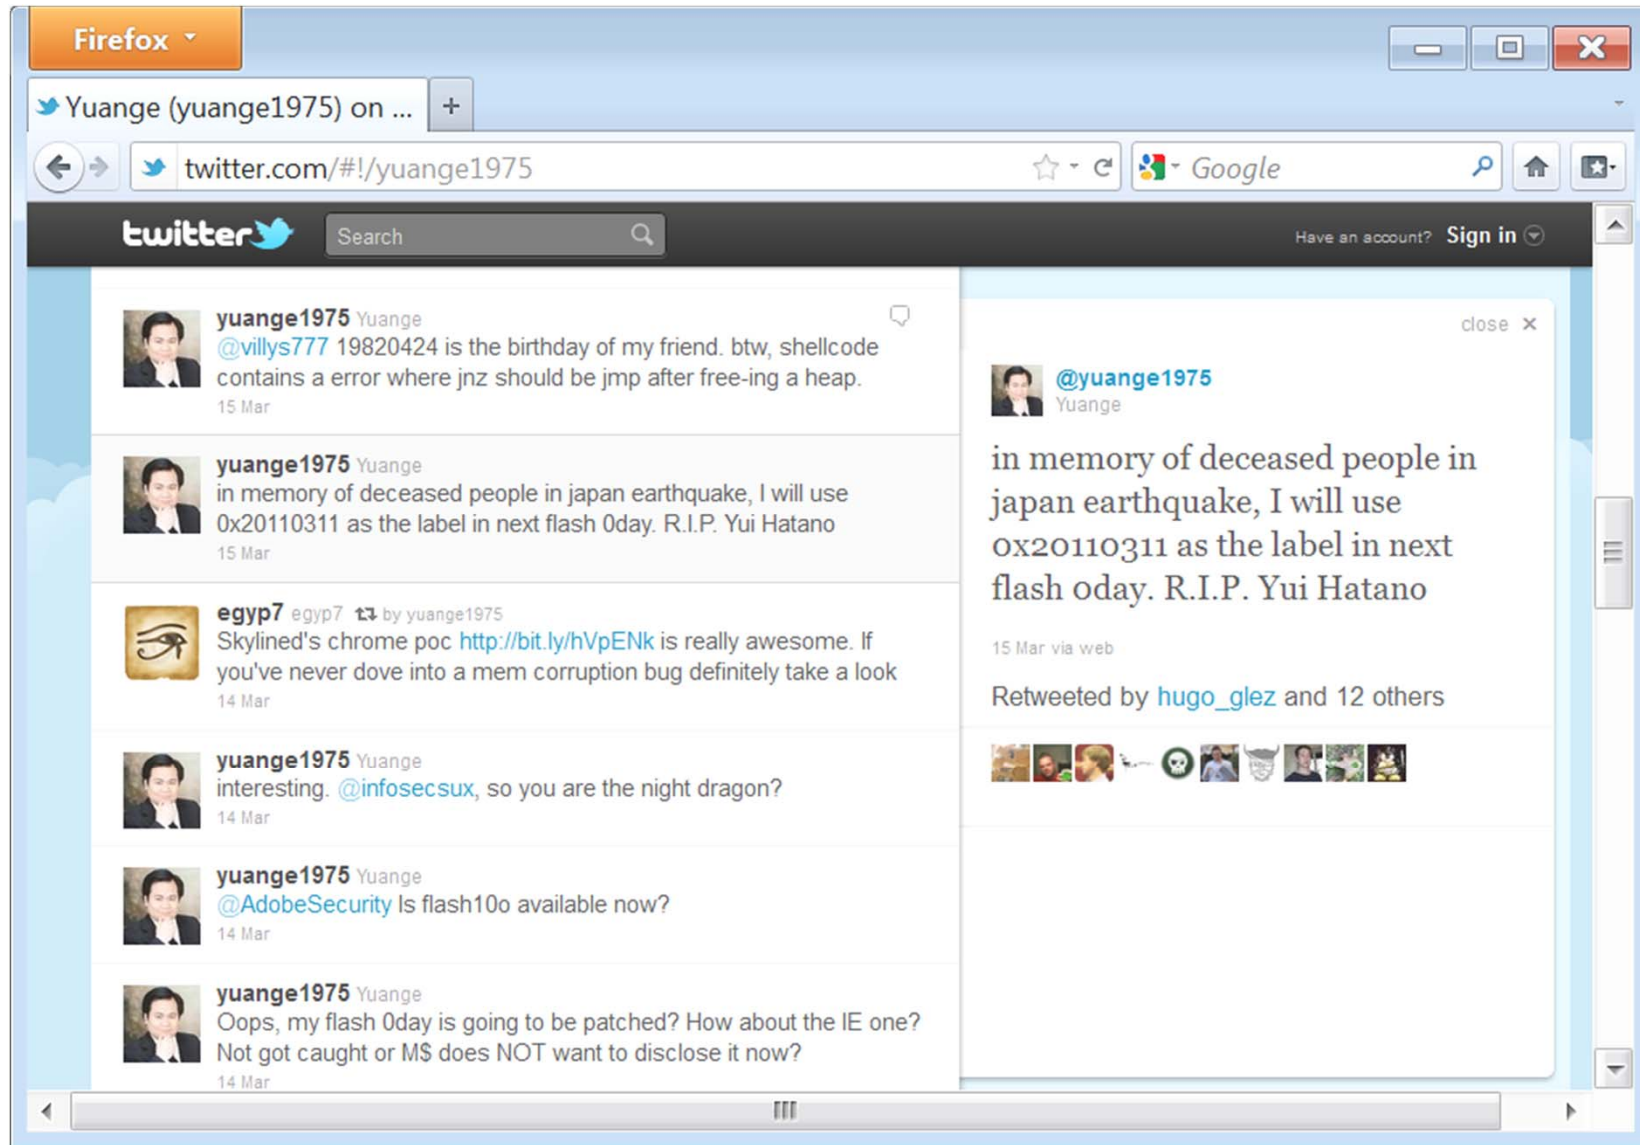 Firefox
Yuange (yuange1975) on ...
twitter.com/#!/yuange1975
Google
twitter
Search
Have an account? Sign in
yuange1975 Yuange
@villys777 19820424 is the birthday of my friend. btw, shellcode
contains a error where jnz should be jmp after free-ing a heap.
15 Mar
yuange1975 Yuange
in memory of deceased people in japan earthquake, I will use
0x20110311 as the label in next flash 0day. R.I.P. Yui Hatano
15 Mar
egyp7 egyp7 by yuange1975
Skylined's chrome poc http://bit.ly/hVpENk is really awesome. If
you've never dove into a mem corruption bug definitely take a look
14 Mar
yuange1975 Yuange
interesting. @infosecsux, so you are the night dragon?
14 Mar
yuange1975 Yuange
@AdobeSecurity Is flash10o available now?
14 Mar
yuange1975 Yuange
Oops, my flash 0day is going to be patched? How about the IE one?
Not got caught or M$ does NOT want to disclose it now?
14 Mar
close ×
@yuange1975
Yuange
in memory of deceased people in
japan earthquake, I will use
0x20110311 as the label in next
flash 0day. R.I.P. Yui Hatano
15 Mar via web
Retweeted by hugo_glez and 12 others